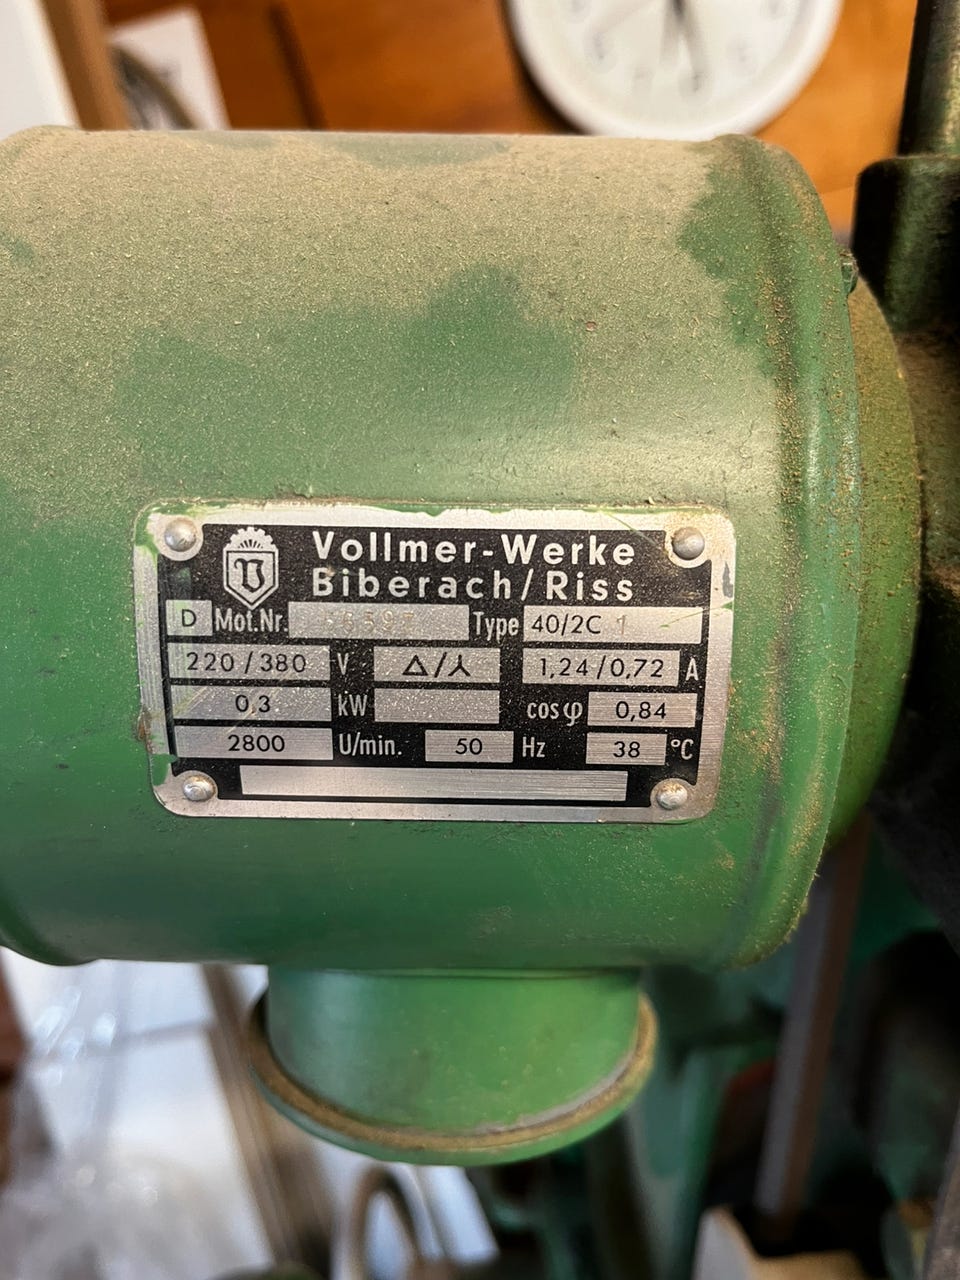 Vollmer-Werke
Biberach/Riss
D Mot.Nr. Type 40/2C 1
220/380 V △/⅄ 1,24/0,72 A
0,3 kW cosφ 0,84
2800 U/min. 50 Hz 38 °C